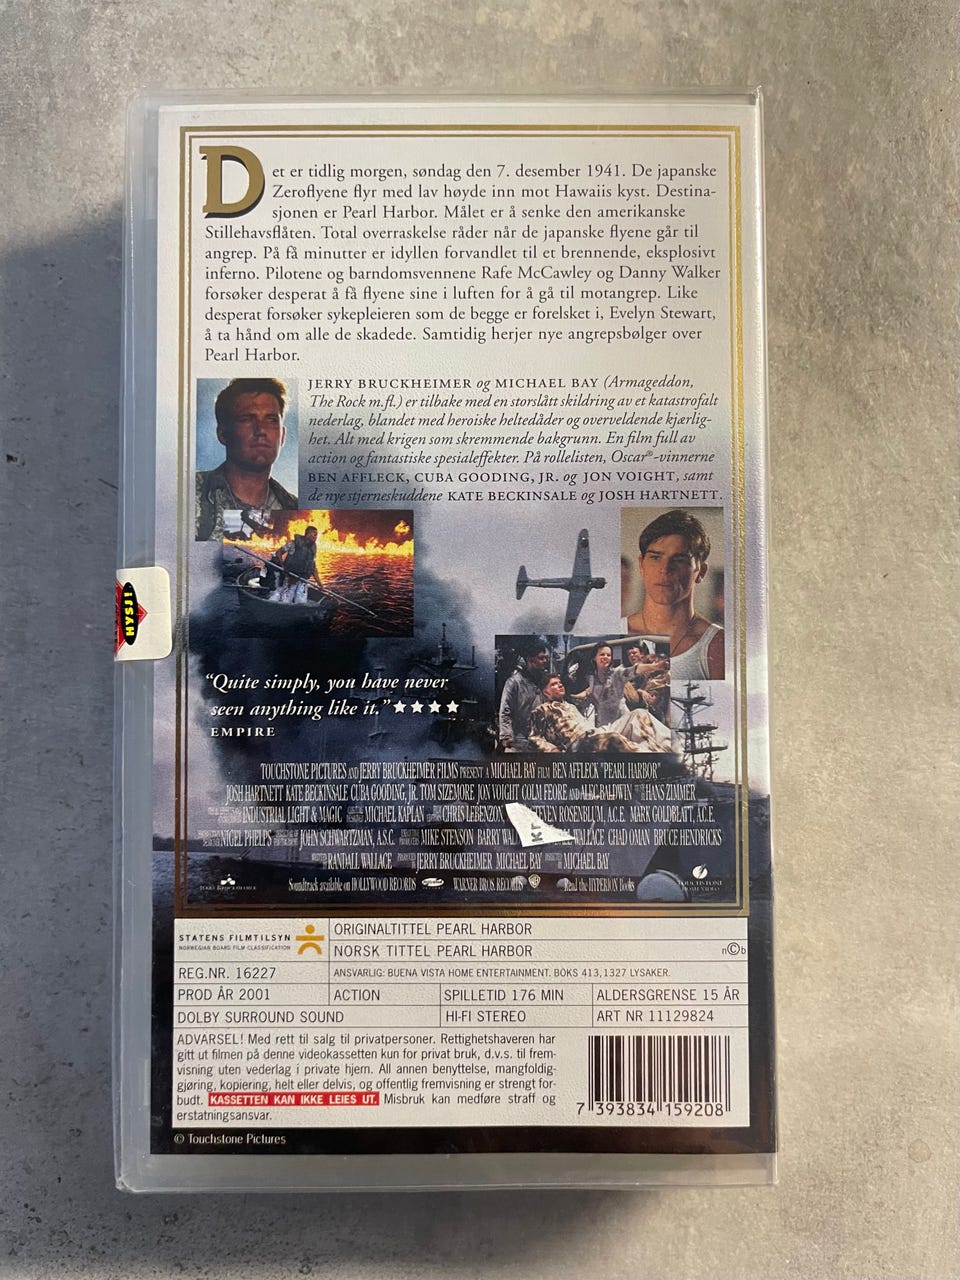 Det er tidlig morgen, søndag den 7. desember 1941. De japanske
Zeroflyene flyr med lav høyde inn mot Hawaiis kyst. Destina-
sjonen er Pearl Harbor. Målet er å senke den amerikanske
Stillehavsflåten. Total overraskelse råder når de japanske flyene går til
angrep. På få minutter er idyllen forvandlet til et brennende, eksplosivt
inferno. Pilotene og barndomsvennene Rafe McCawley og Danny Walker
forsøker desperat å få flyene sine i luften for å gå til motangrep. Like
desperat forsøker sykepleieren som de begge er forelsket i, Evelyn Stewart,
å ta hånd om alle de skadede. Samtidig herjer nye angrepsbølger over
Pearl Harbor.
JERRY BRUCKHEIMER og MICHAEL BAY (Armageddon,
The Rock m.fl.) er tilbake med en storslått skildring av et katastrofalt
nederlag, blandet med heroiske heltedåder og overveldende kjærlig-
het. Alt med krigen som skremmende bakgrunn. En film full av
action og fantastiske spesialeffekter. På rollelisten, Oscar®-vinnerne
BEN AFFLECK, CUBA GOODING, JR. og JON VOIGHT, samt
de nye stjerneskuddene KATE BECKINSALE og JOSH HARTNETT.
HYSJ!
"Quite simply, you have never
seen anything like it." ★★★★
EMPIRE
TOUCHSTONE PICTURES AND JERRY BRUCKHEIMER FILMS PRESENT A MICHAEL BAY FILM BEN AFFLECK "PEARL HARBOR"
JOSH HARTNETT KATE BECKINSALE CUBA GOODING, JR. TOM SIZEMORE JON VOIGHT COLM FEORE AND ALEC BALDWIN HANS ZIMMER
INDUSTRIAL LIGHT & MAGIC MICHAEL KAPLAN CHRIS LEBENZON STEVEN ROSENBLUM, A.C.E. MARK GOLDBLATT, A.C.E.
NIGEL PHELPS JOHN SCHWARTZMAN, A.S.C. MIKE STENSON BARRY WALLACE CHAD OMAN BRUCE HENDRICKS
RANDALL WALLACE JERRY BRUCKHEIMER MICHAEL BAY MICHAEL BAY
Soundtrack available on HOLLYWOOD RECORDS WARNER BROS. RECORDS Read the HYPERION Books
TOUCHSTONE
HOME VIDEO
STATENS FILMTILSYN
NORWEGIAN BOARD FILM CLASSIFICATION
ORIGINALTITTEL PEARL HARBOR
NORSK TITTEL PEARL HARBOR
n©b
REG.NR. 16227
ANSVARLIG: BUENA VISTA HOME ENTERTAINMENT. BOKS 413, 1327 LYSAKER.
PROD ÅR 2001 ACTION SPILLETID 176 MIN ALDERSGRENSE 15 ÅR
DOLBY SURROUND SOUND HI-FI STEREO ART NR 11129824
ADVARSEL! Med rett til salg til privatpersoner. Rettighetshaveren har
gitt ut filmen på denne videokassetten kun for privat bruk, d.v.s. til frem-
visning uten vederlag i private hjem. All annen benyttelse, mangfoldig-
gjøring, kopiering, helt eller delvis, og offentlig fremvisning er strengt for-
budt. KASSETTEN KAN IKKE LEIES UT. Misbruk kan medføre straff og
erstatningsansvar.
7 393834 159208
© Touchstone Pictures